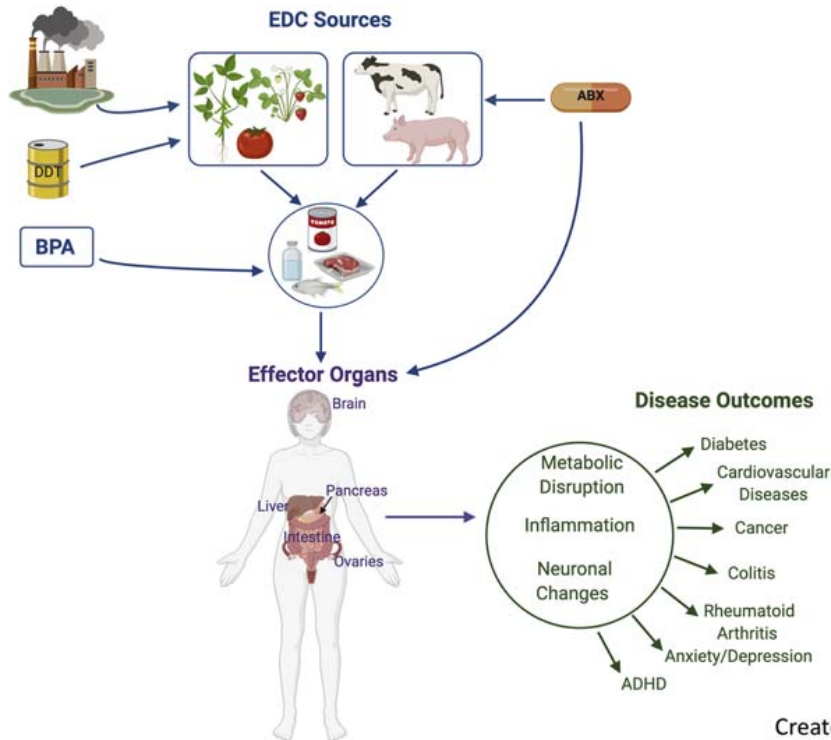 EDC Sources
ABX
DDT
TOMATO
BPA
Effector Organs
Brain
Disease Outcomes
Diabetes
Metabolic
Disruption
Cardiovascular
Diseases
Pancreas
Liver
Inflammation
Cancer
Intestine
Ovaries
Neuronal
Changes
Colitis
Rheumatoid
Arthritis
Anxiety/Depression
ADHD
Create